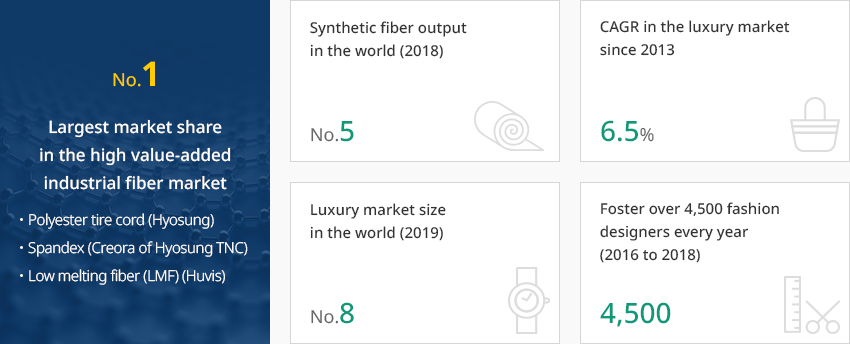 No.1
Largest market share
in the high value-added
industrial fiber market
· Polyester tire cord (Hyosung)
· Spandex (Creora of Hyosung TNC)
· Low melting fiber (LMF) (Huvis)
Synthetic fiber output
in the world (2018)
No.5
CAGR in the luxury market
since 2013
6.5%
Luxury market size
in the world (2019)
No.8
Foster over 4,500 fashion
designers every year
(2016 to 2018)
4,500